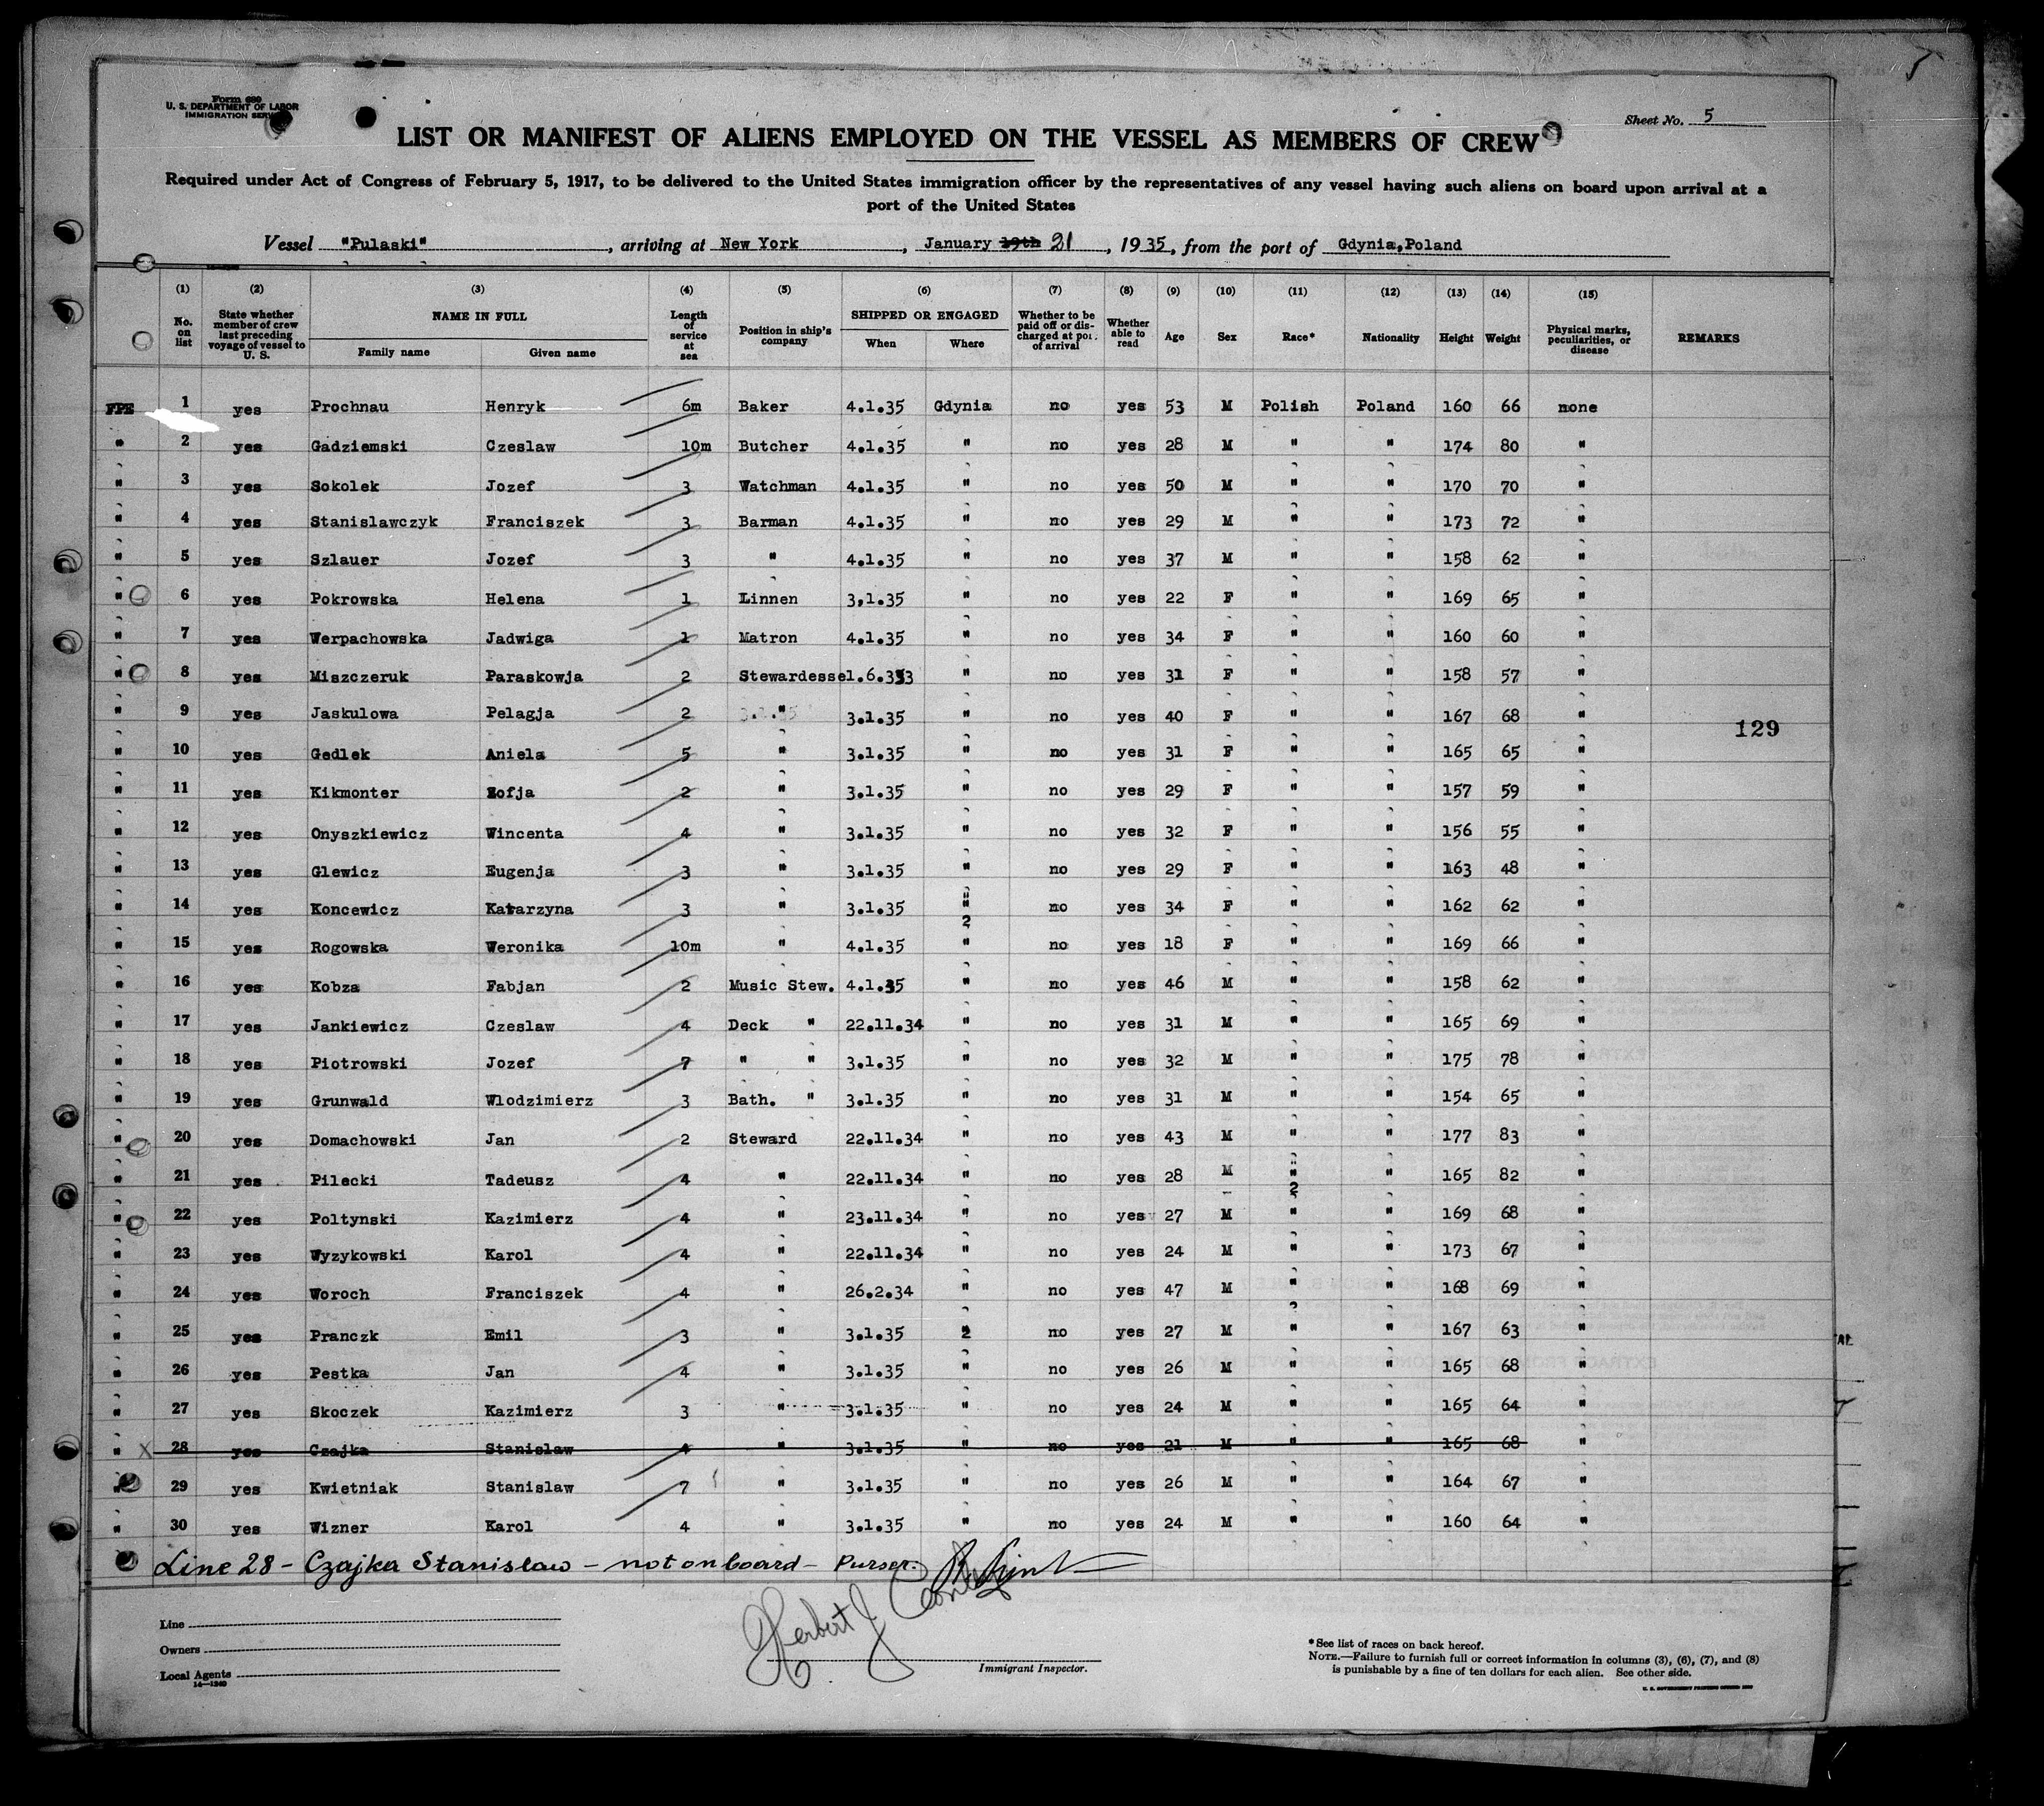 5
Form 689
U. S. DEPARTMENT OF LABOR
IMMIGRATION SERVICE
Sheet No. 5
LIST OR MANIFEST OF ALIENS EMPLOYED ON THE VESSEL AS MEMBERS OF CREW
Required under Act of Congress of February 5, 1917, to be delivered to the United States immigration officer by the representatives of any vessel having such aliens on board upon arrival at a
port of the United States
Vessel "Pulaski", arriving at New York, January 19th 21, 1935, from the port of Gdynia,Poland
(1) (2) (3) (4) (5) (6) (7) (8) (9) (10) (11) (12) (13) (14) (15)
No. on list State whether member of crew last preceding voyage of vessel to U. S. NAME IN FULL Family name Given name Length of service at sea Position in ship's company SHIPPED OR ENGAGED When Where Whether to be paid off or discharged at port of arrival Whether able to read Age Sex Race* Nationality Height Weight Physical marks, peculiarities, or disease REMARKS
FPE 1 yes Prochnau Henryk 6m Baker 4.1.35 Gdynia no yes 53 M Polish Poland 160 66 none
" 2 yes Gadziemski Czeslaw 10m Butcher 4.1.35 " no yes 28 M " " 174 80 "
" 3 yes Sokolek Jozef 3 Watchman 4.1.35 " no yes 50 M " " 170 70 "
" 4 yes Stanislawczyk Franciszek 3 Barman 4.1.35 " no yes 29 M " " 173 72 "
" 5 yes Szlauer Jozef 3 " 4.1.35 " no yes 37 M " " 158 62 "
" 6 yes Pokrowska Helena 1 Linnen 3,1.35 " no yes 22 F " " 169 65 "
" 7 yes Werpachowska Jadwiga 1 Matron 4.1.35 " no yes 34 F " " 160 60 "
" 8 yes Miszczeruk Paraskowja 2 Stewardess 1.6.33 " no yes 31 F " " 158 57 "
" 9 yes Jaskulowa Pelagja 2 " 3.1.35 " no yes 40 F " " 167 68 "
129
" 10 yes Gedlek Aniela 5 " 3.1.35 " no yes 31 F " " 165 65 "
" 11 yes Kikmonter Zofja 2 " 3.1.35 " no yes 29 F " " 157 59 "
" 12 yes Onyszkiewicz Wincenta 4 " 3.1.35 " no yes 32 F " " 156 55 "
" 13 yes Glewicz Eugenja 3 " 3.1.35 " no yes 29 F " " 163 48 "
" 14 yes Koncewicz Katarzyna 3 " 3.1.35 " no yes 34 F " " 162 62 "
" 15 yes Rogowska Weronika 10m " 4.1.35 2 no yes 18 F " " 169 66 "
" 16 yes Kobza Fabjan 2 Music Stew. 4.1.35 " no yes 46 M " " 158 62 "
" 17 yes Jankiewicz Czeslaw 4 Deck " 22.11.34 " no yes 31 M " " 165 69 "
" 18 yes Piotrowski Jozef 7 " " 3.1.35 " no yes 32 M " " 175 78 "
" 19 yes Grunwald Wlodzimierz 3 Bath. " 3.1.35 " no yes 31 M " " 154 65 "
" 20 yes Domachowski Jan 2 Steward 22.11.34 " no yes 43 M " " 177 83 "
" 21 yes Pilecki Tadeusz 4 " 22.11.34 " no yes 28 M " " 165 82 "
" 22 yes Poltynski Kazimierz 4 " 23.11.34 " no yes 27 M " " 169 68 "
" 23 yes Wyzykowski Karol 4 " 22.11.34 " no yes 24 M " " 173 67 "
" 24 yes Woroch Franciszek 4 " 26.2.34 " no yes 47 M " " 168 69 "
" 25 yes Pranczk Emil 3 " 3.1.35 2 no yes 27 M " " 167 63 "
" 26 yes Pestka Jan 4 " 3.1.35 " no yes 26 M " " 165 68 "
" 27 yes Skoczek Kazimierz 3 " 3.1.35 " no yes 24 M " " 165 64 "
" X 28 yes Czajka Stanislaw 4 " 3.1.35 " no yes 21 M " " 165 68 "
" 29 yes Kwietniak Stanislaw 7 " 3.1.35 " no yes 26 M " " 164 67 "
" 30 yes Wizner Karol 4 " 3.1.35 " no yes 24 M " " 160 64 "
Line 28 - Czajka Stanislaw - not on board - Purser:
Herbert J
Line
Owners
Local Agents
14—1240
Immigrant Inspector.
*See list of races on back hereof.
NOTE.—Failure to furnish full or correct information in columns (3), (6), (7), and (8)
is punishable by a fine of ten dollars for each alien. See other side.